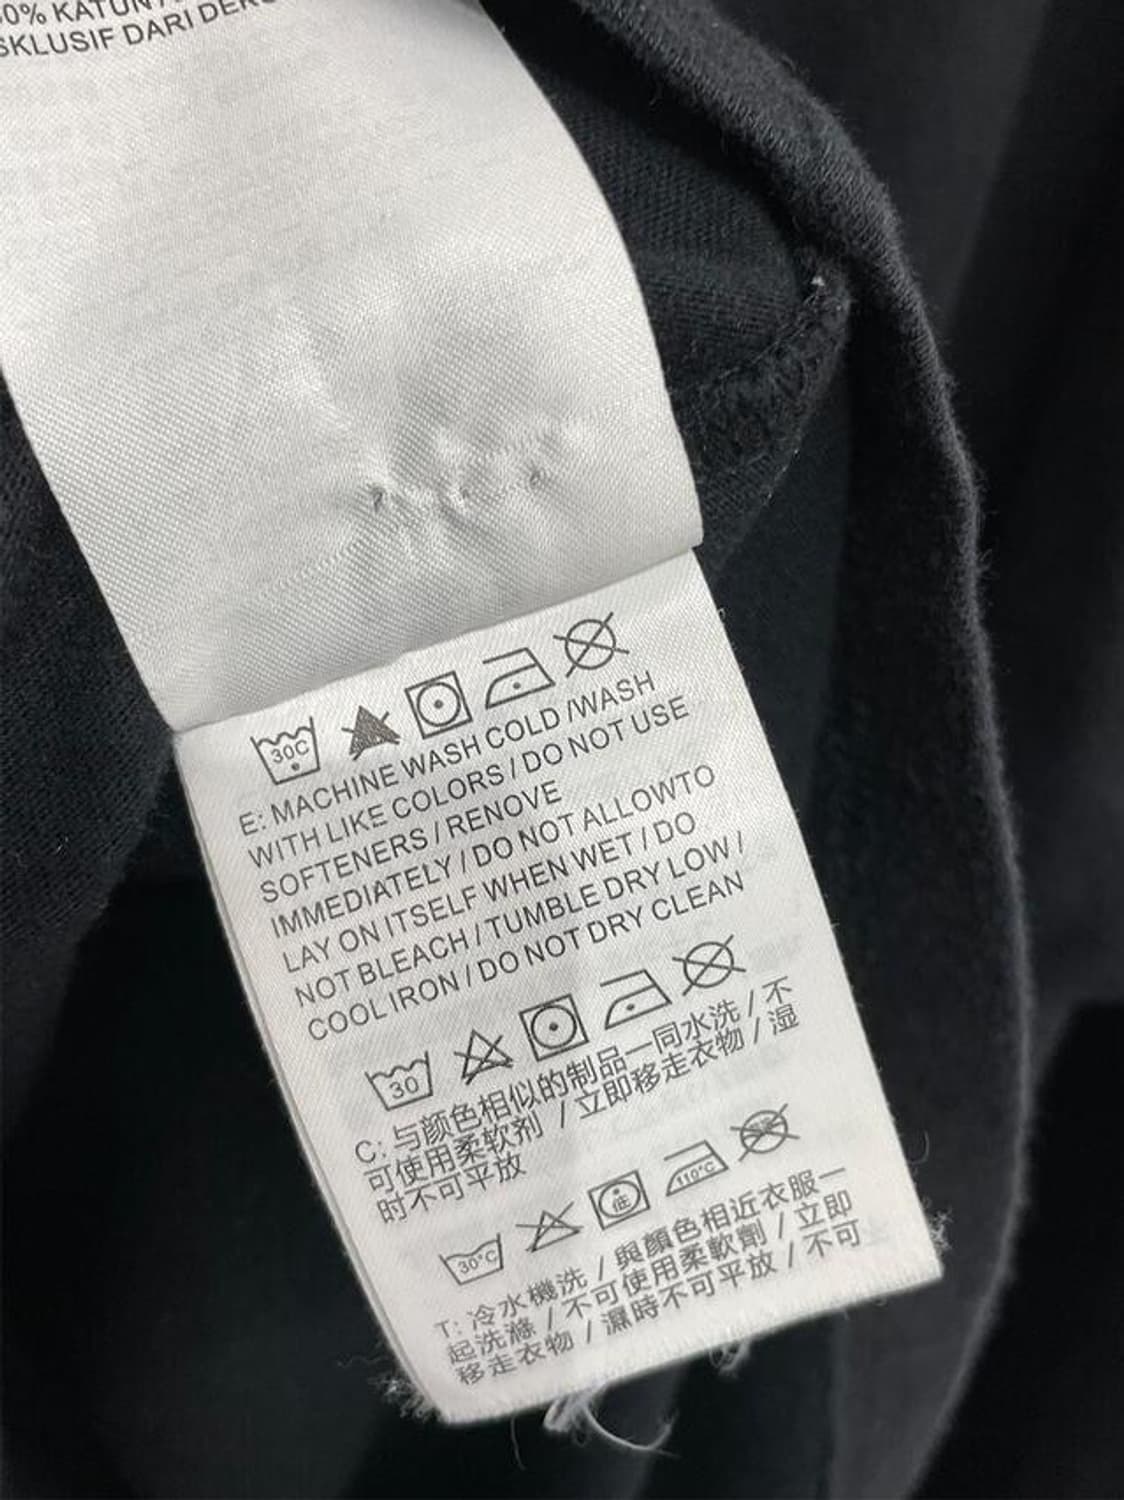 0% KATUN
SKLUSIF DARI
30C
E: MACHINE WASH COLD /WASH
WITH LIKE COLORS / DO NOT USE
SOFTENERS / RENOVE
IMMEDIATELY / DO NOT ALLOWTO
LAY ON ITSELF WHEN WET / DO
NOT BLEACH / TUMBLE DRY LOW /
COOL IRON / DO NOT DRY CLEAN
30
C: 与颜色相似的制品一同水洗 / 不
可使用柔软剂 / 立即移走衣物 / 湿
时不可平放
30°C 低 110°C
T: 冷水機洗 / 與顏色相近衣服一
起洗滌 / 不可使用柔軟劑 / 立即
移走衣物 / 濕時不可平放 / 不可